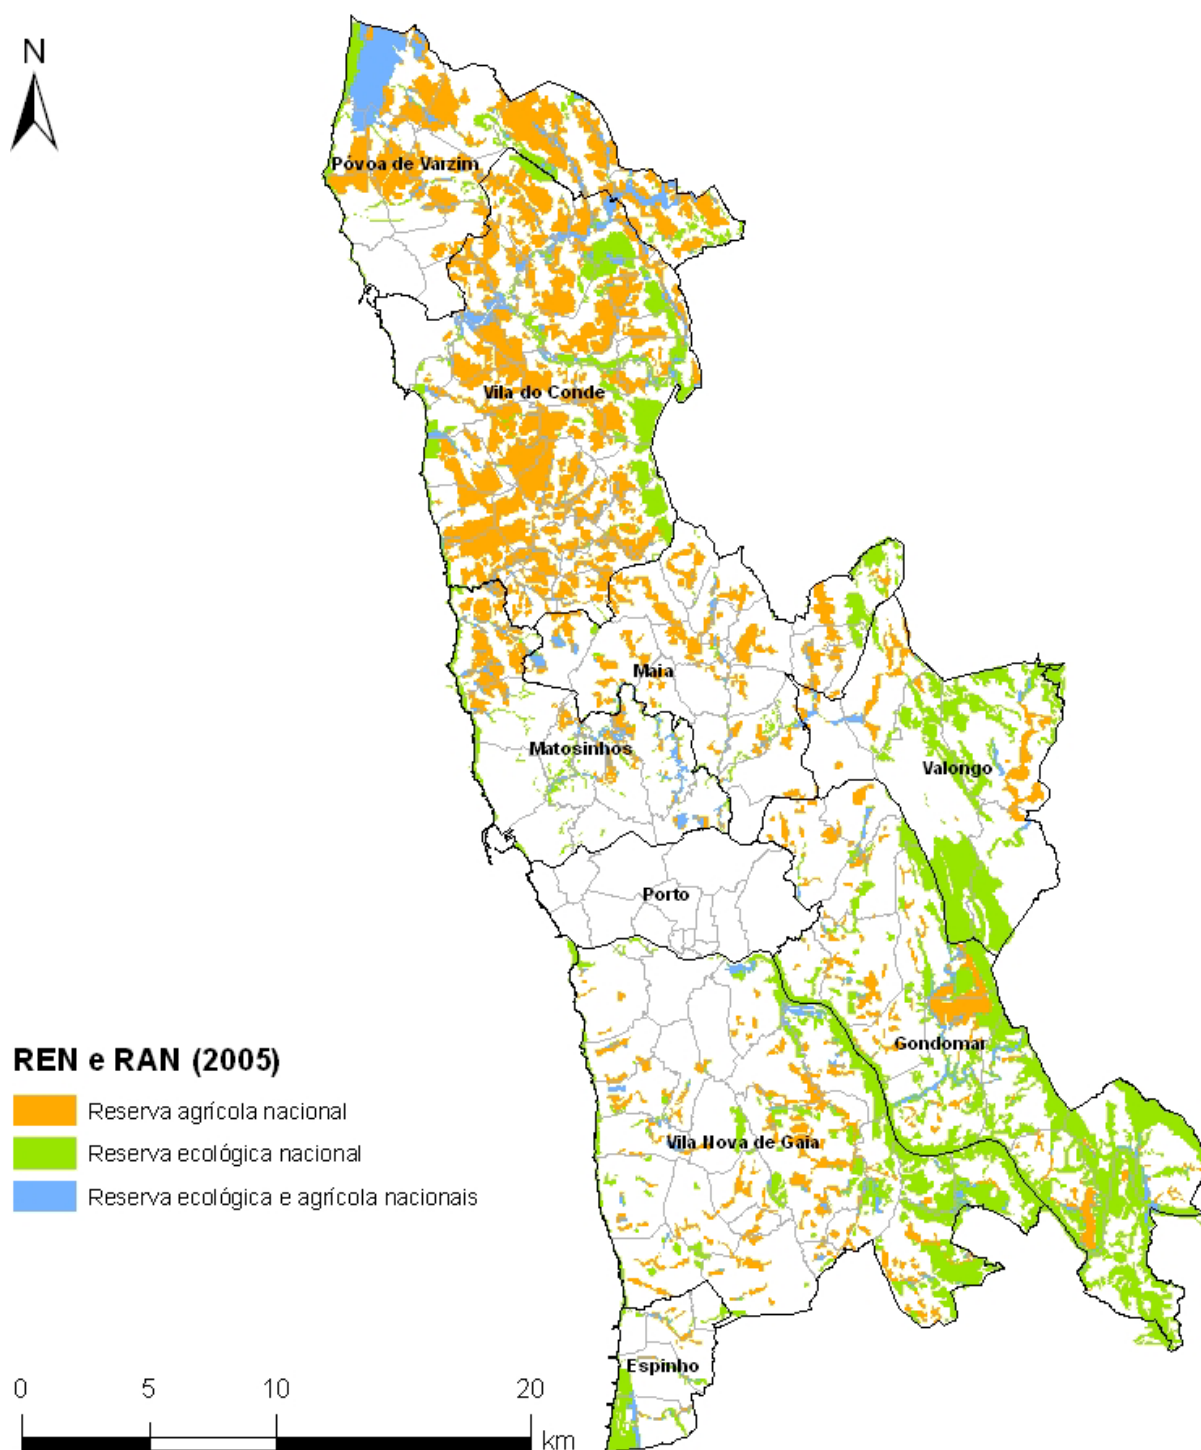 N
Póvoa de Varzim
Vila do Conde
Maia
Matosinhos
Valongo
Porto
Gondomar
Vila Nova de Gaia
Espinho
REN e RAN (2005)
Reserva agrícola nacional
Reserva ecológica nacional
Reserva ecológica e agrícola nacionais
0 5 10 20
km